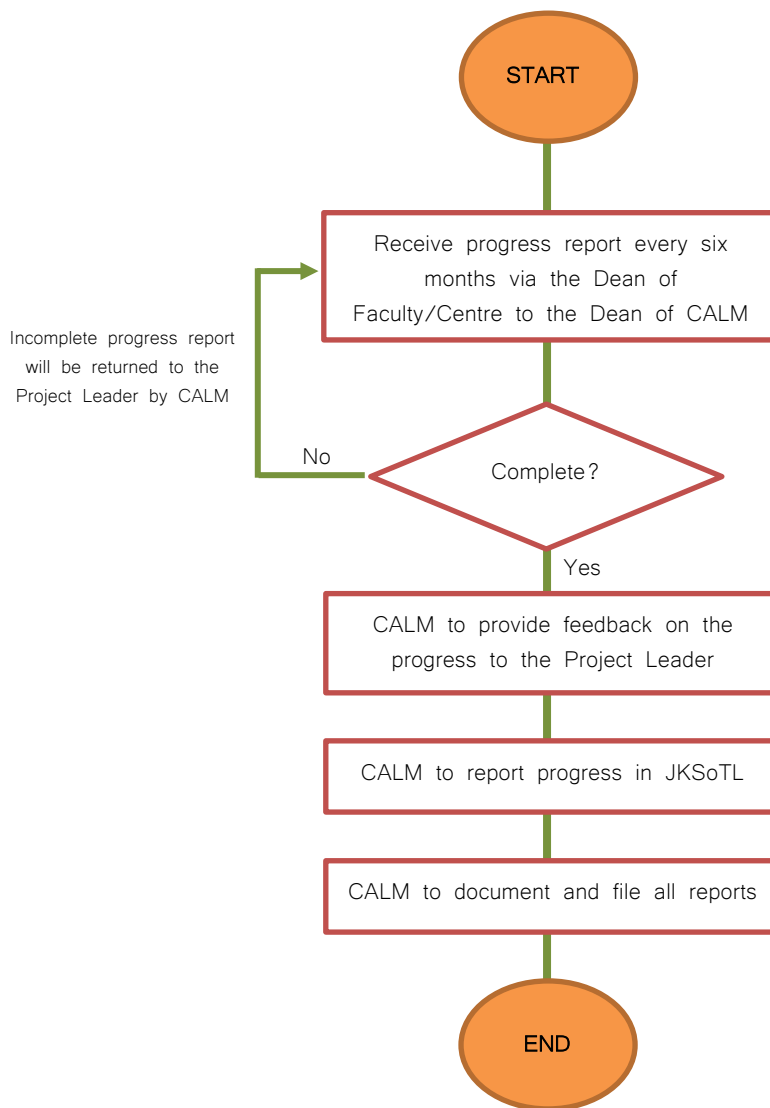 START
Receive progress report every six
months via the Dean of
Faculty/Centre to the Dean of CALM
Incomplete progress report
will be returned to the
Project Leader by CALM
No
Complete?
Yes
CALM to provide feedback on the
progress to the Project Leader
CALM to report progress in JKSoTL
CALM to document and file all reports
END